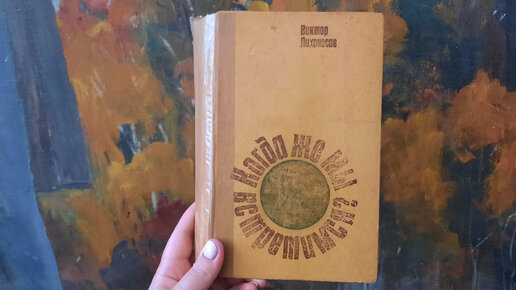 Виктор
Лихоносов
Когда же мы встретимся?